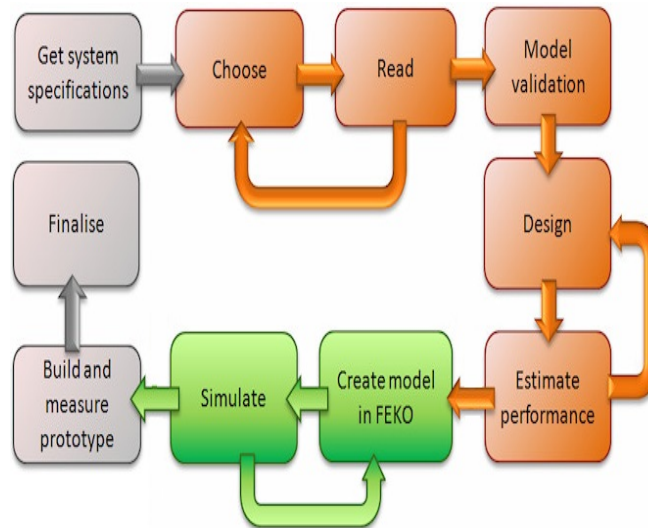 Get system
specifications
Choose
Read
Model
validation
Design
Estimate
performance
Create model
in FEKO
Simulate
Build and
measure
prototype
Finalise